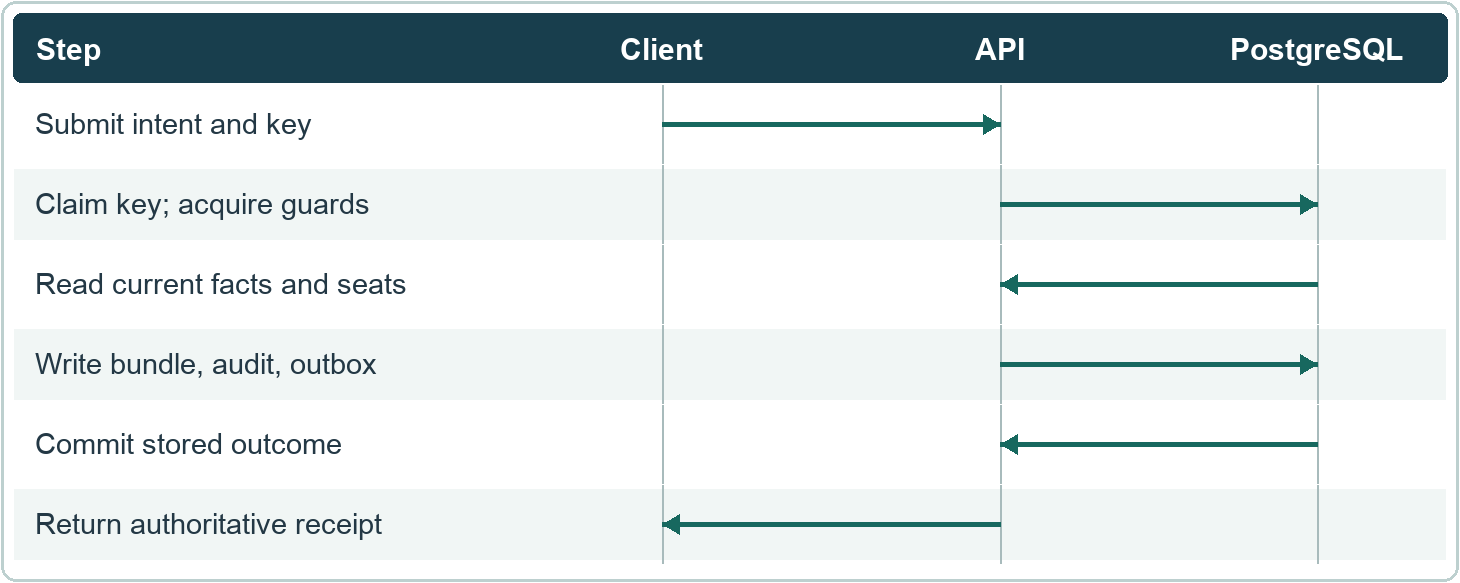 Step Client API PostgreSQL
Submit intent and key
Claim key; acquire guards
Read current facts and seats
Write bundle, audit, outbox
Commit stored outcome
Return authoritative receipt